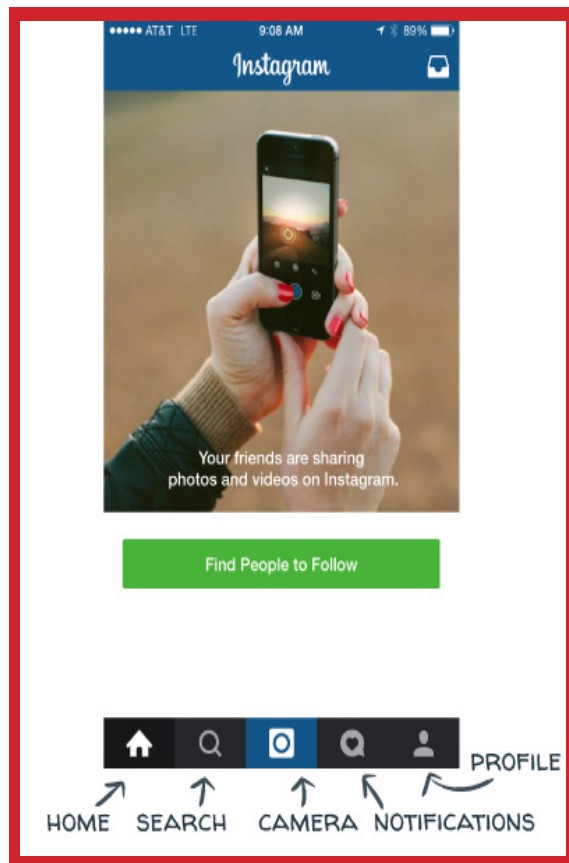 ●●●●● AT&T LTE 9:08 AM 89%
Instagram
Your friends are sharing
photos and videos on Instagram.
Find People to Follow
PROFILE
HOME SEARCH CAMERA NOTIFICATIONS